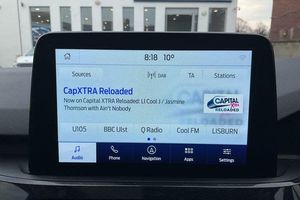 8:18 10°
Sources DAB TA Stations
CapXTRA Reloaded
Now on Capital XTRA Reloaded: Ll Cool J / Jasmine
Thomson with Ain't Nobody
CAPITAL
XTRA
RELOADED
U105 BBC Ulst Q Radio Cool FM LISBURN
Audio Phone Navigation Apps Settings